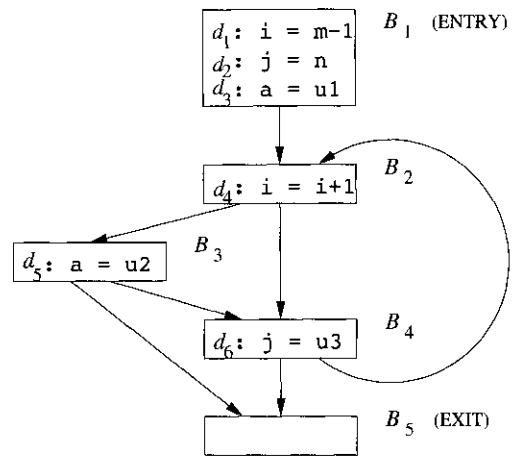 d1: i = m-1
d2: j = n
d3: a = u1
B1 (ENTRY)
d4: i = i+1
B2
d5: a = u2
B3
d6: j = u3
B4
B5 (EXIT)